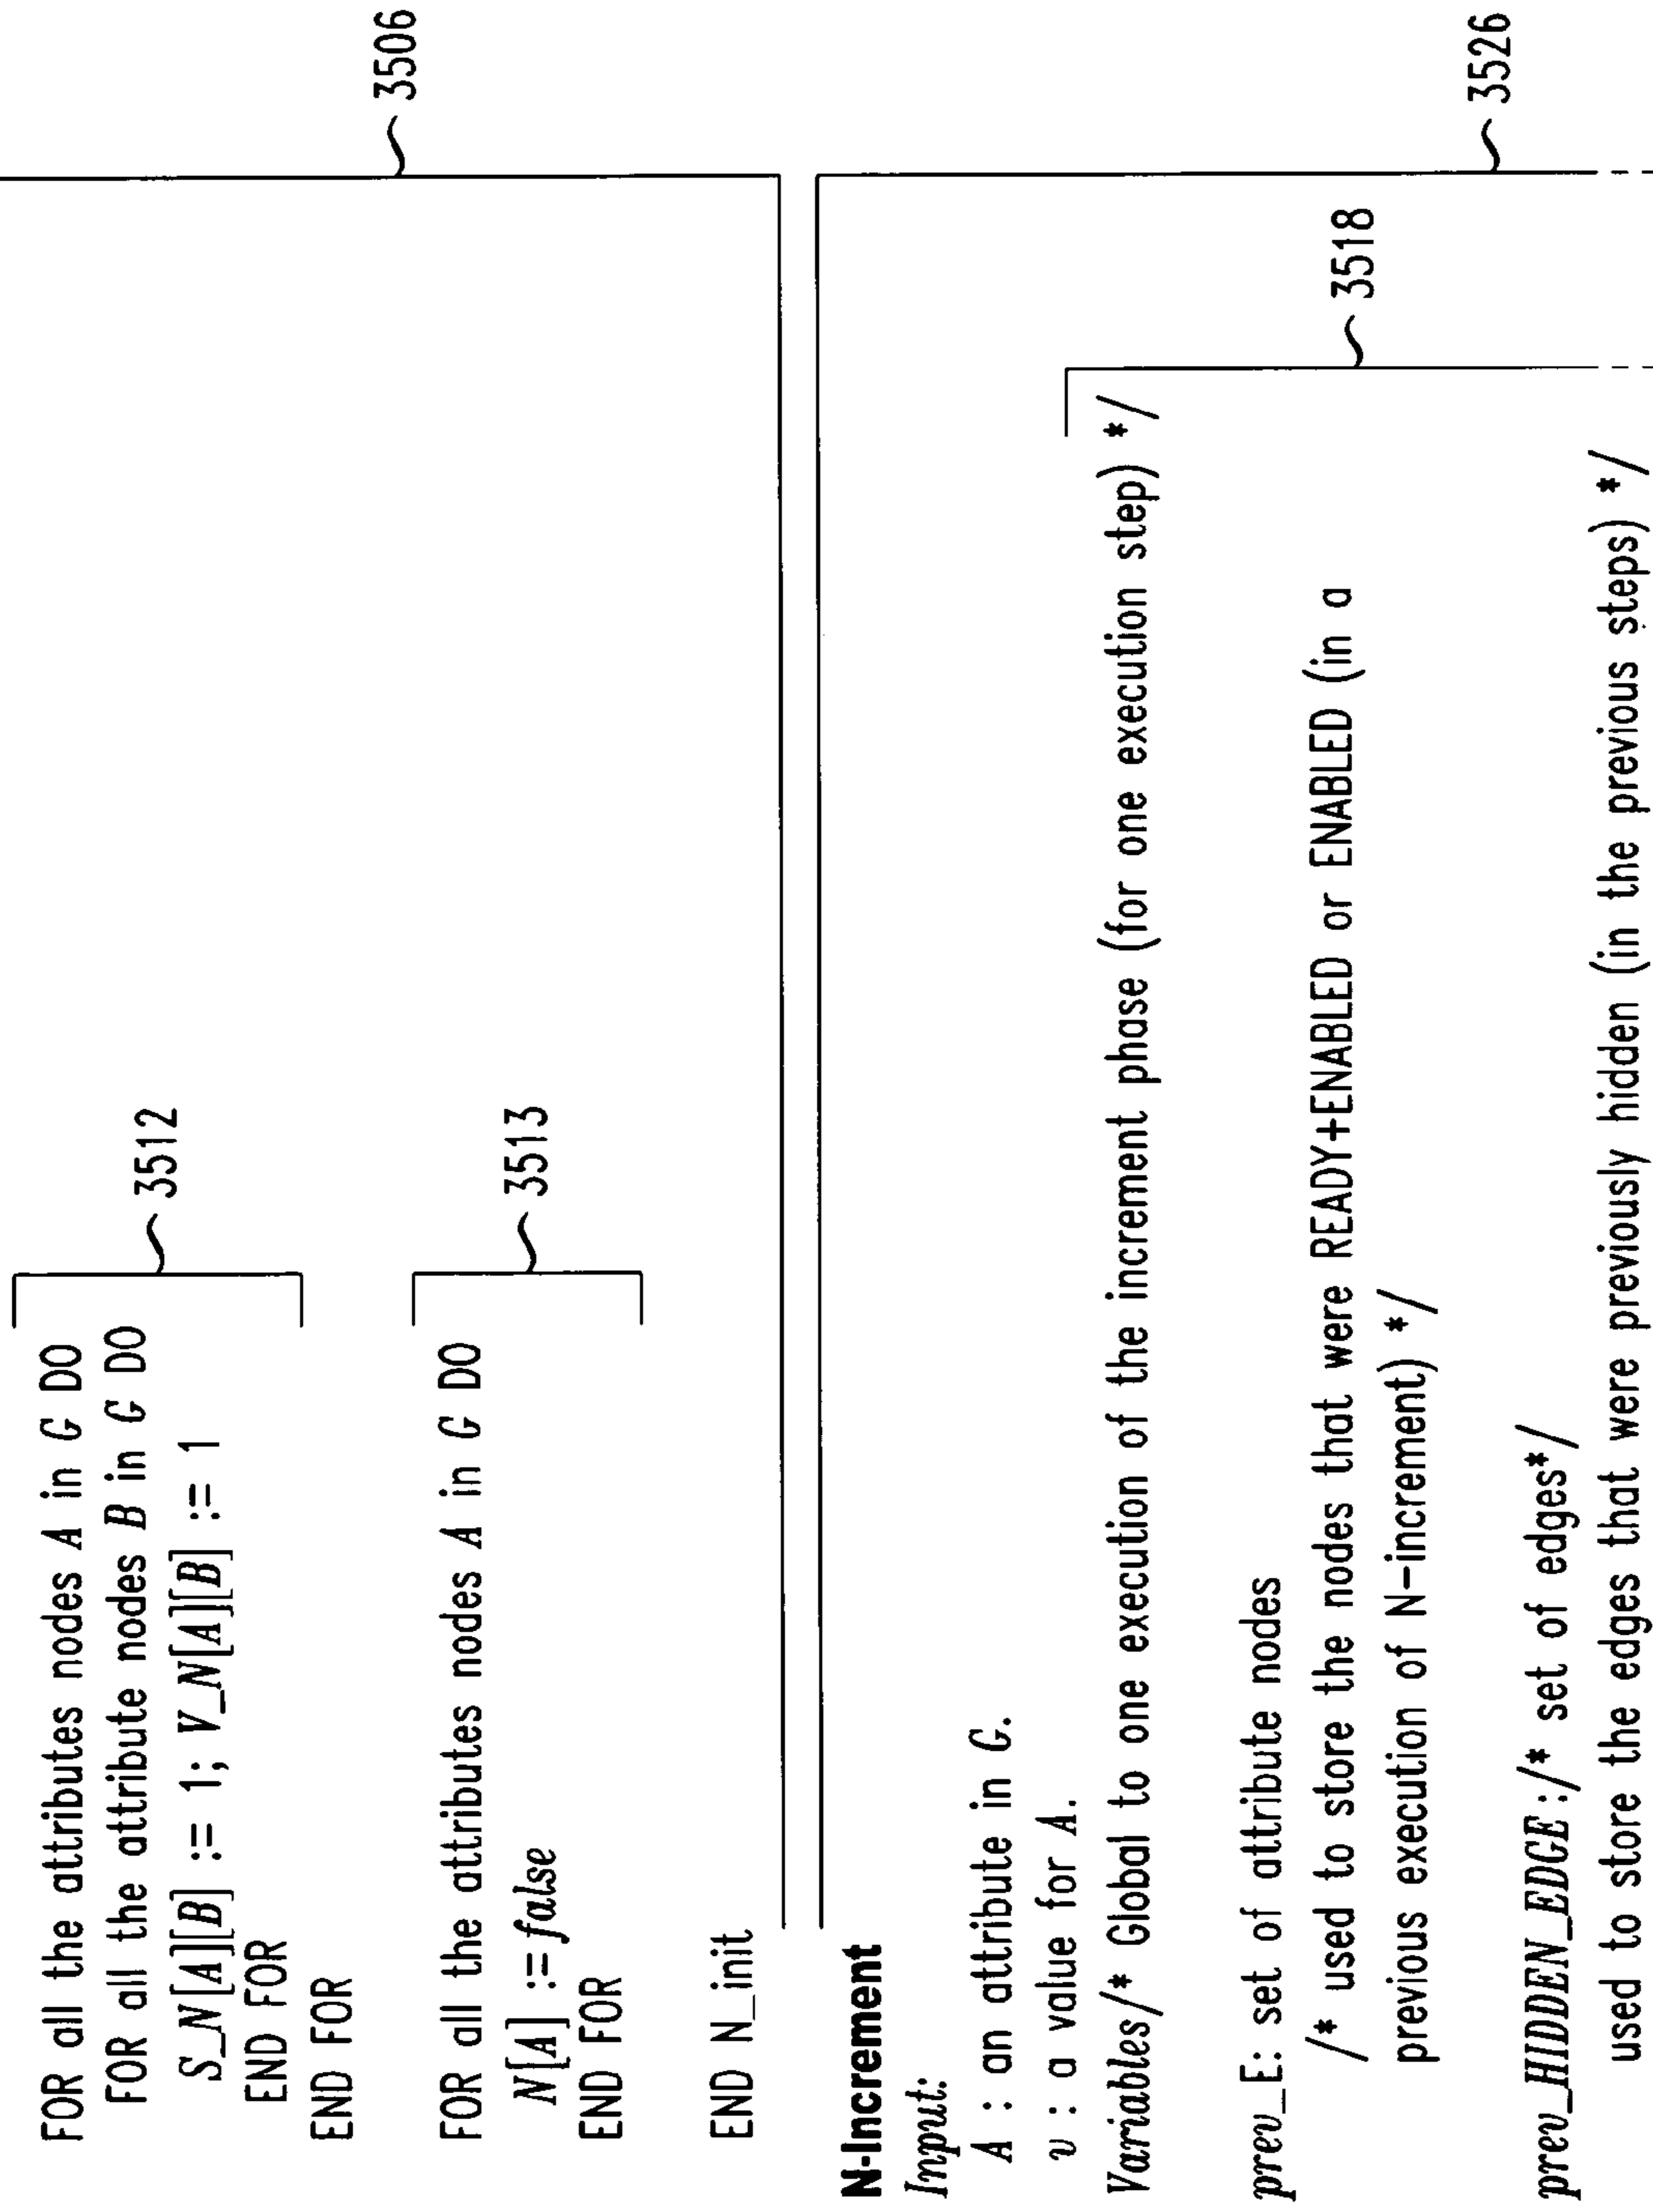 FOR all the attributes nodes A in G DO
FOR all the attribute nodes B in G DO
S_N[A][B] := 1; V_N[A][B] := 1
END FOR
END FOR
3512
FOR all the attributes nodes A in G DO
N[A] := false
END FOR
3513
END N_init
3506
N-Increment
Input:
A : an attribute in G.
v : a value for A.
Variables/* Global to one execution of the increment phase (for one execution step) */
prev_E: set of attribute nodes
/* used to store the nodes that were READY+ENABLED or ENABLED (in a
previous execution of N-increment) */
prev_HIDDEN_EDGE:/* set of edges*/
used to store the edges that were previously hidden (in the previous steps) */
3518
3526